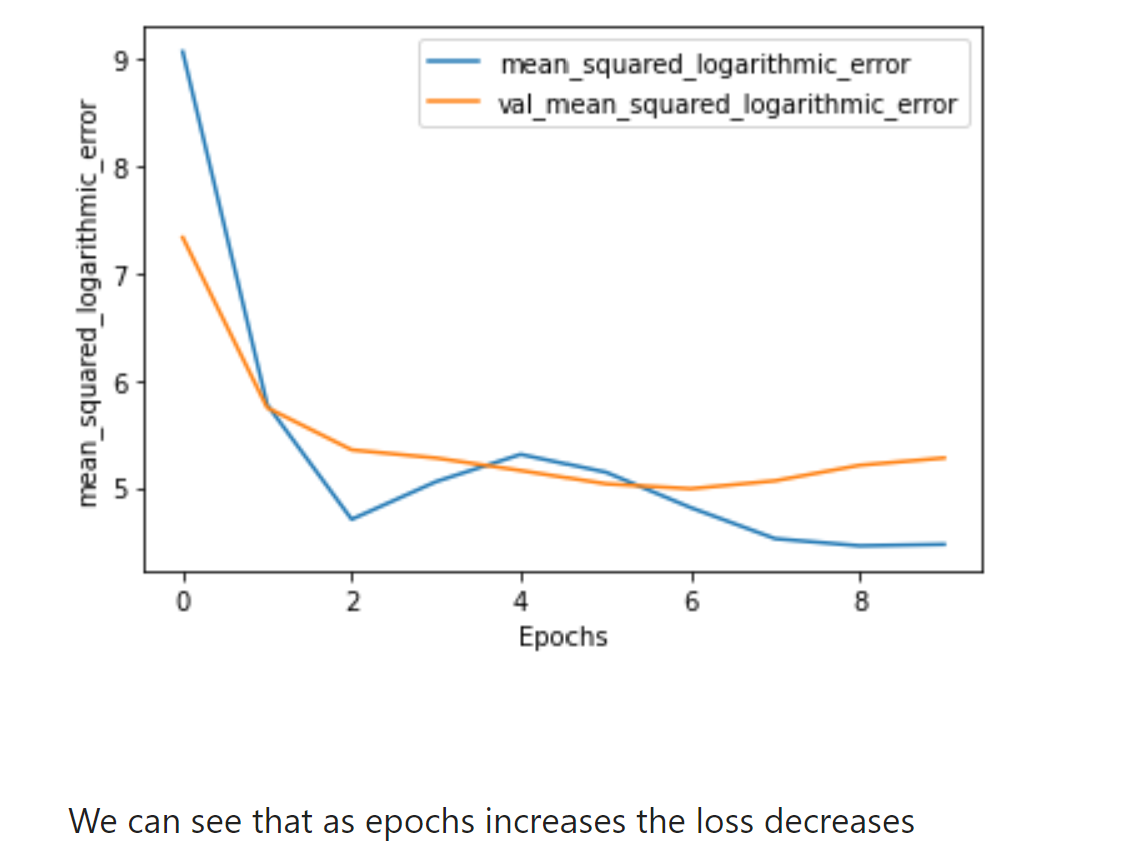 mean_squared_logarithmic_error
val_mean_squared_logarithmic_error
mean_squared_logarithmic_error
9
8
7
6
5
0 2 4 6 8
Epochs
We can see that as epochs increases the loss decreases